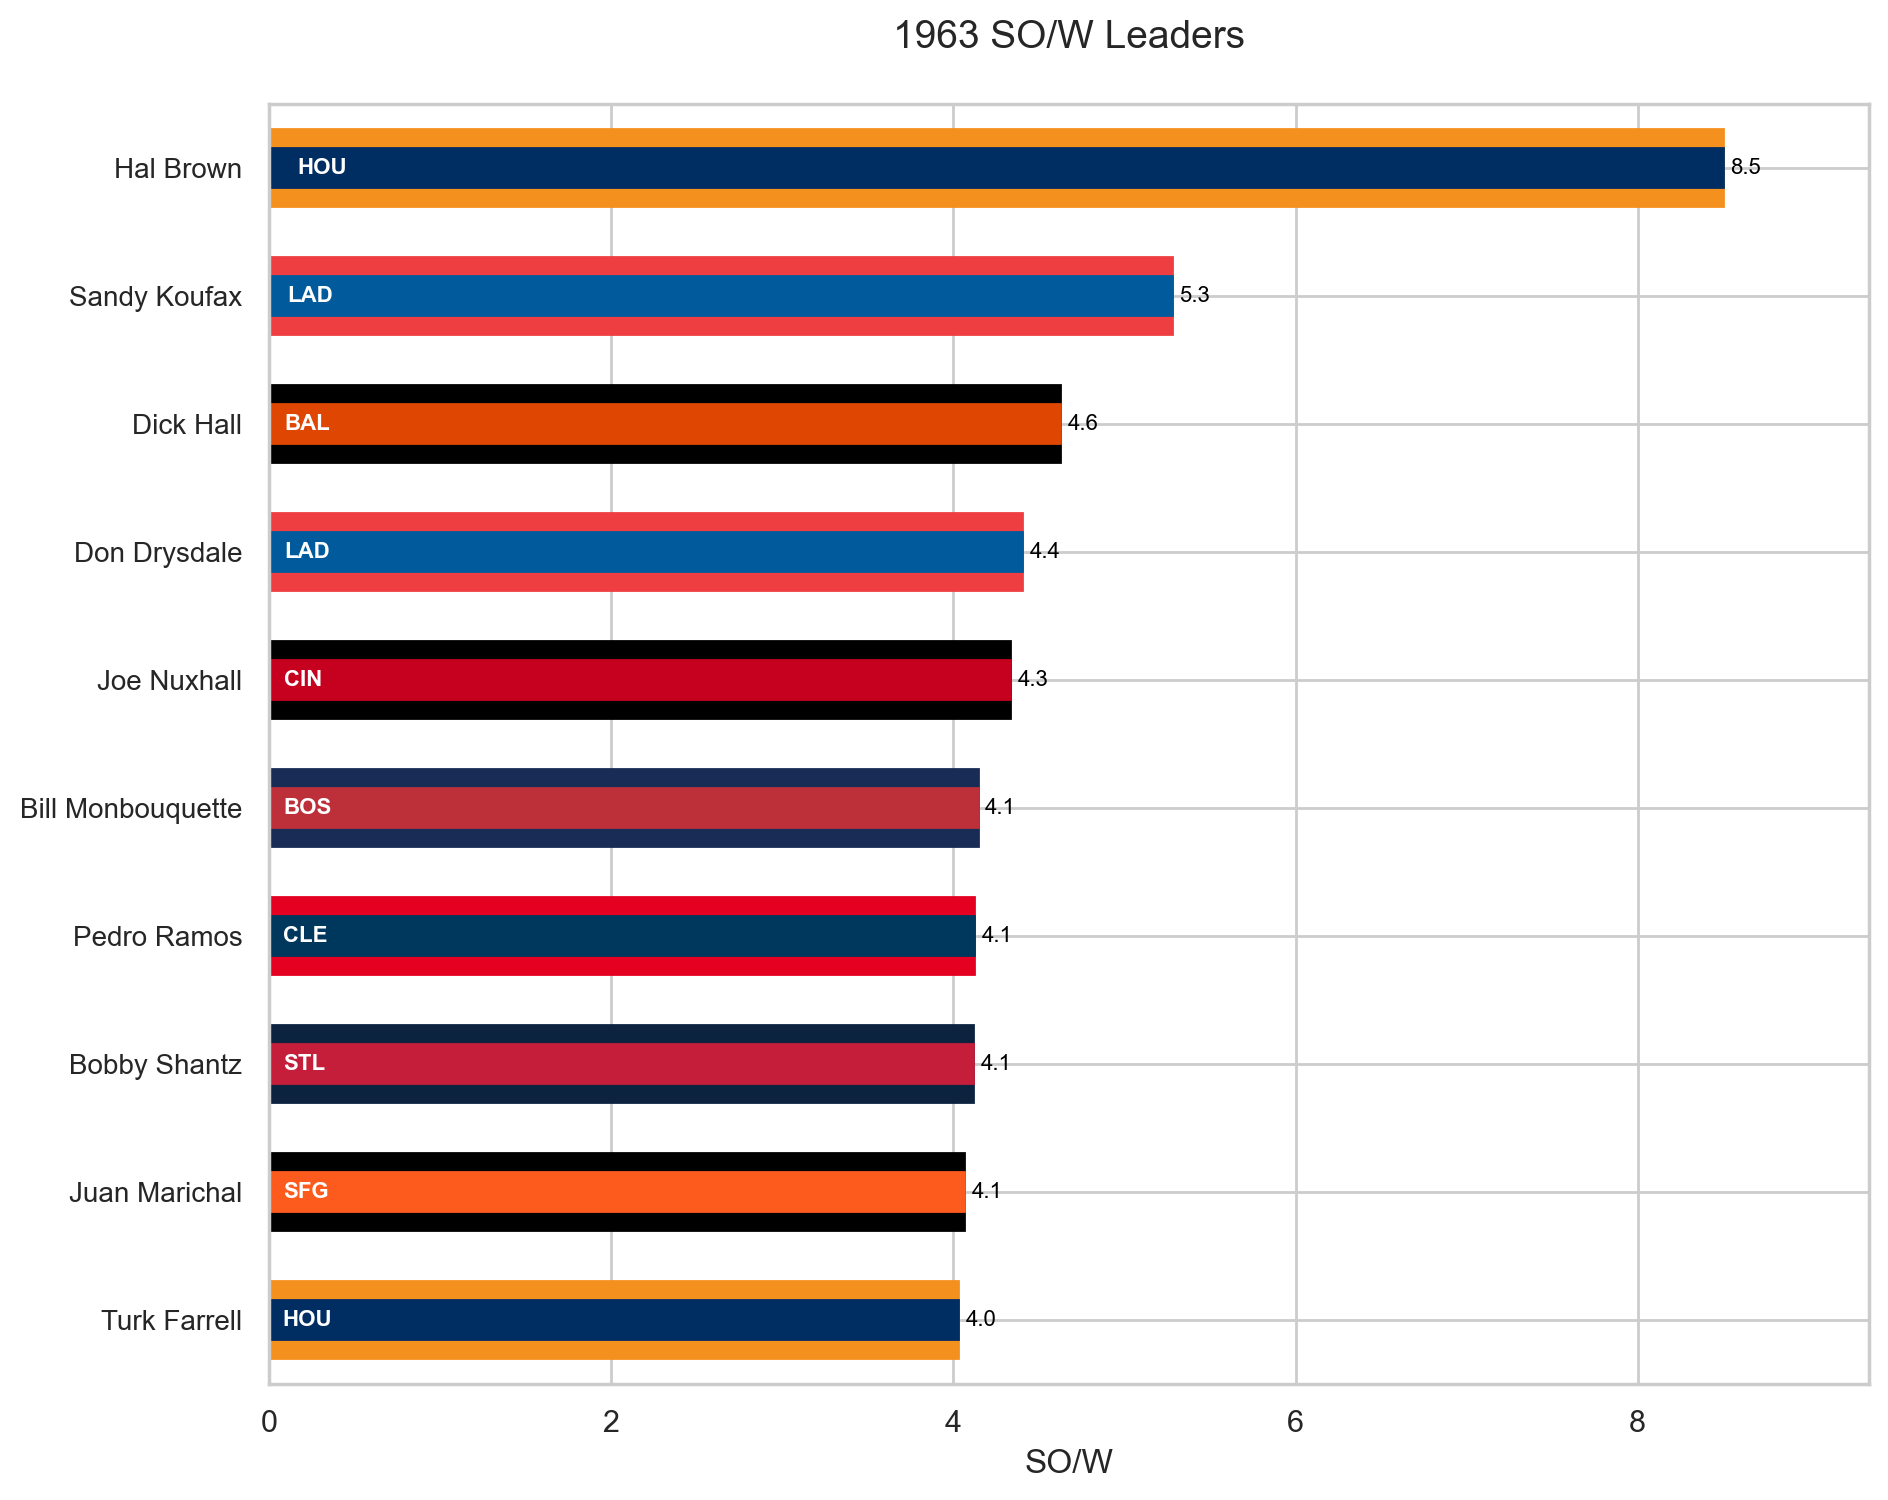 1963 SO/W Leaders
Hal Brown HOU 8.5
Sandy Koufax LAD 5.3
Dick Hall BAL 4.6
Don Drysdale LAD 4.4
Joe Nuxhall CIN 4.3
Bill Monbouquette BOS 4.1
Pedro Ramos CLE 4.1
Bobby Shantz STL 4.1
Juan Marichal SFG 4.1
Turk Farrell HOU 4.0
0 2 4 6 8
SO/W